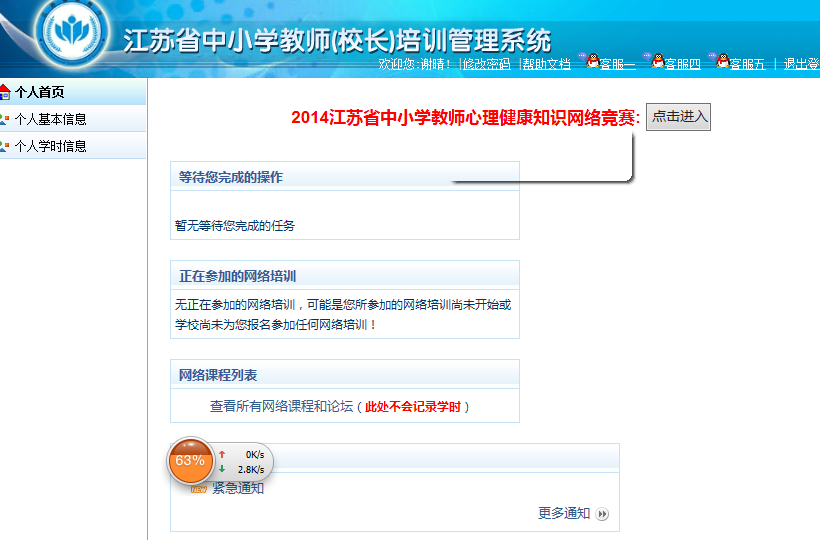 江苏省中小学教师(校长)培训管理系统
欢迎您:谢晴! |修改密码 |帮助文档 客服一 客服四 客服五 | 退出登
个人首页
个人基本信息
个人学时信息
2014江苏省中小学教师心理健康知识网络竞赛: 点击进入
等待您完成的操作
暂无等待您完成的任务
正在参加的网络培训
无正在参加的网络培训，可能是您所参加的网络培训尚未开始或
学校尚未为您报名参加任何网络培训！
网络课程列表
查看所有网络课程和论坛（此处不会记录学时）
63% 0K/s
2.8K/s
NEW 紧急通知
更多通知